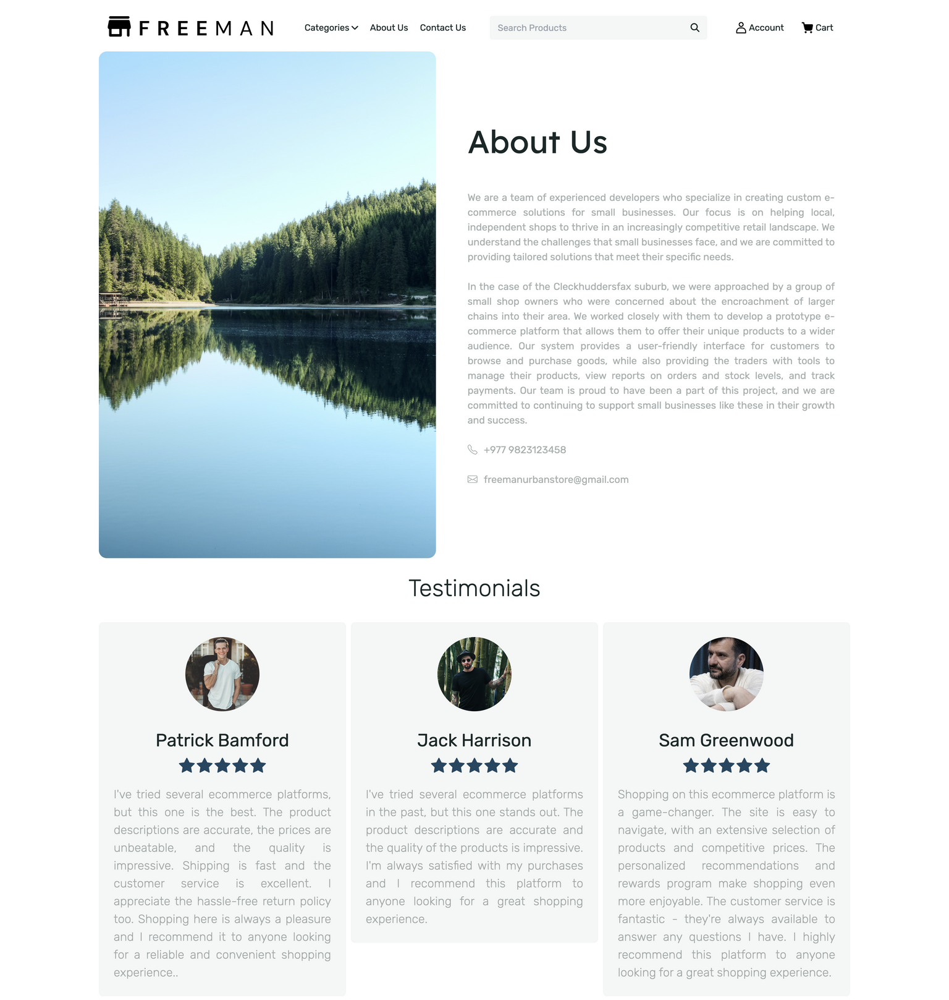 FREEMAN Categories About Us Contact Us Search Products Account Cart
About Us
We are a team of experienced developers who specialize in creating custom e-
commerce solutions for small businesses. Our focus is on helping local,
independent shops to thrive in an increasingly competitive retail landscape. We
understand the challenges that small businesses face, and we are committed to
providing tailored solutions that meet their specific needs.
In the case of the Cleckhuddersfax suburb, we were approached by a group of
small shop owners who were concerned about the encroachment of larger
chains into their area. We worked closely with them to develop a prototype e-
commerce platform that allows them to offer their unique products to a wider
audience. Our system provides a user-friendly interface for customers to
browse and purchase goods, while also providing the traders with tools to
manage their products, view reports on orders and stock levels, and track
payments. Our team is proud to have been a part of this project, and we are
committed to continuing to support small businesses like these in their growth
and success.
+977 9823123458
freemanurbanstore@gmail.com
Testimonials
Patrick Bamford
I've tried several ecommerce platforms,
but this one is the best. The product
descriptions are accurate, the prices are
unbeatable, and the quality is
impressive. Shipping is fast and the
customer service is excellent. I
appreciate the hassle-free return policy
too. Shopping here is always a pleasure
and I recommend it to anyone looking
for a reliable and convenient shopping
experience..
Jack Harrison
I've tried several ecommerce platforms
in the past, but this one stands out. The
product descriptions are accurate and
the quality of the products is impressive.
I'm always satisfied with my purchases
and I recommend this platform to
anyone looking for a great shopping
experience.
Sam Greenwood
Shopping on this ecommerce platform is
a game-changer. The site is easy to
navigate, with an extensive selection of
products and competitive prices. The
personalized recommendations and
rewards program make shopping even
more enjoyable. The customer service is
fantastic - they're always available to
answer any questions I have. I highly
recommend this platform to anyone
looking for a great shopping experience.